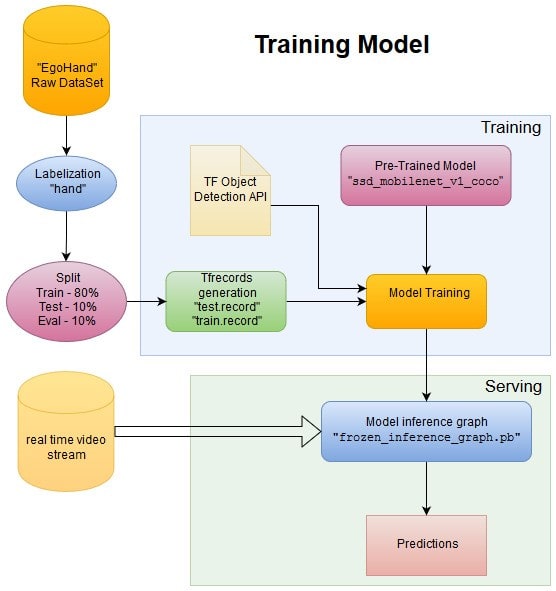 Training Model
"EgoHand"
Raw DataSet
Labelization
"hand"
Split
Train - 80%
Test - 10%
Eval - 10%
Training
TF Object
Detection API
Pre-Trained Model
"ssd_mobilenet_v1_coco"
Tfrecords
generation
"test.record"
"train.record"
Model Training
real time video
stream
Serving
Model inference graph
"frozen_inference_graph.pb"
Predictions